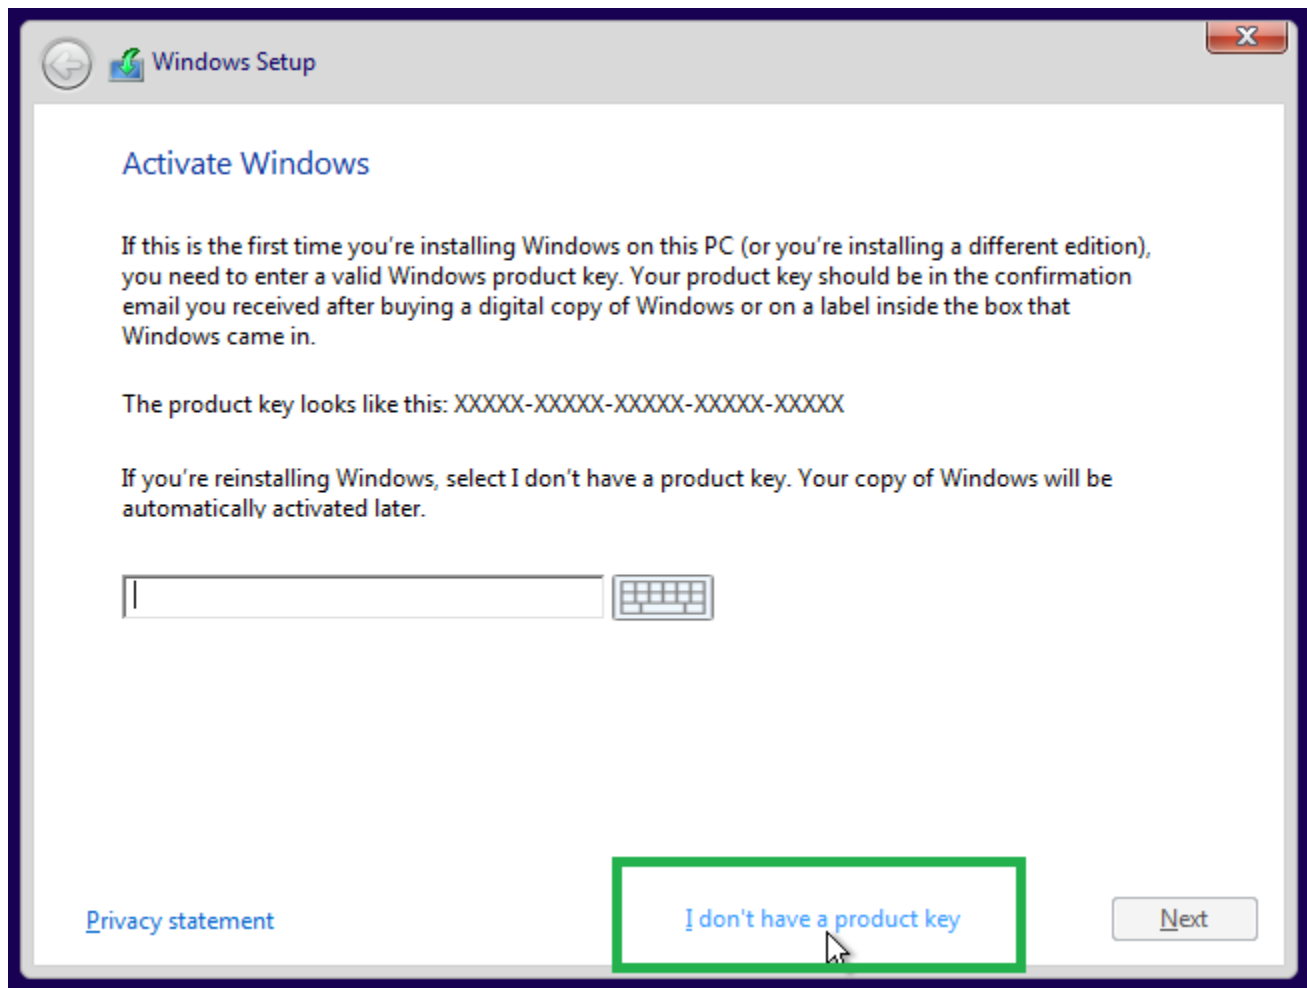 Windows Setup
Activate Windows
If this is the first time you're installing Windows on this PC (or you're installing a different edition),
you need to enter a valid Windows product key. Your product key should be in the confirmation
email you received after buying a digital copy of Windows or on a label inside the box that
Windows came in.
The product key looks like this: XXXXX-XXXXX-XXXXX-XXXXX-XXXXX
If you're reinstalling Windows, select I don't have a product key. Your copy of Windows will be
automatically activated later.
Privacy statement
I don't have a product key
Next